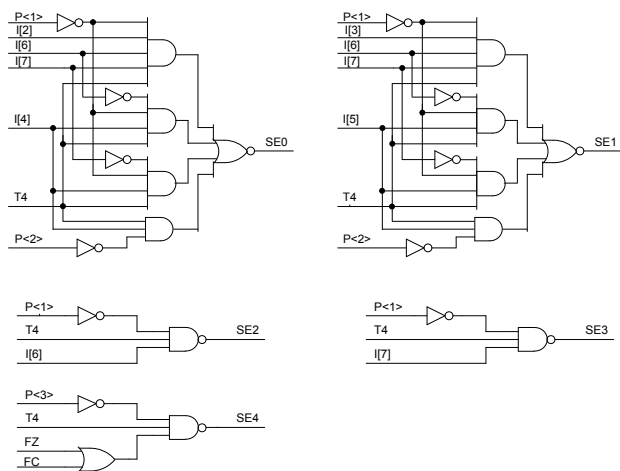 P<1>
I[2]
I[6]
I[7]
I[4]
SE0
T4
P<2>
P<1>
I[3]
I[6]
I[7]
I[5]
SE1
T4
P<2>
P<1>
T4
SE2
I[6]
P<1>
T4
SE3
I[7]
P<3>
T4
SE4
FZ
FC